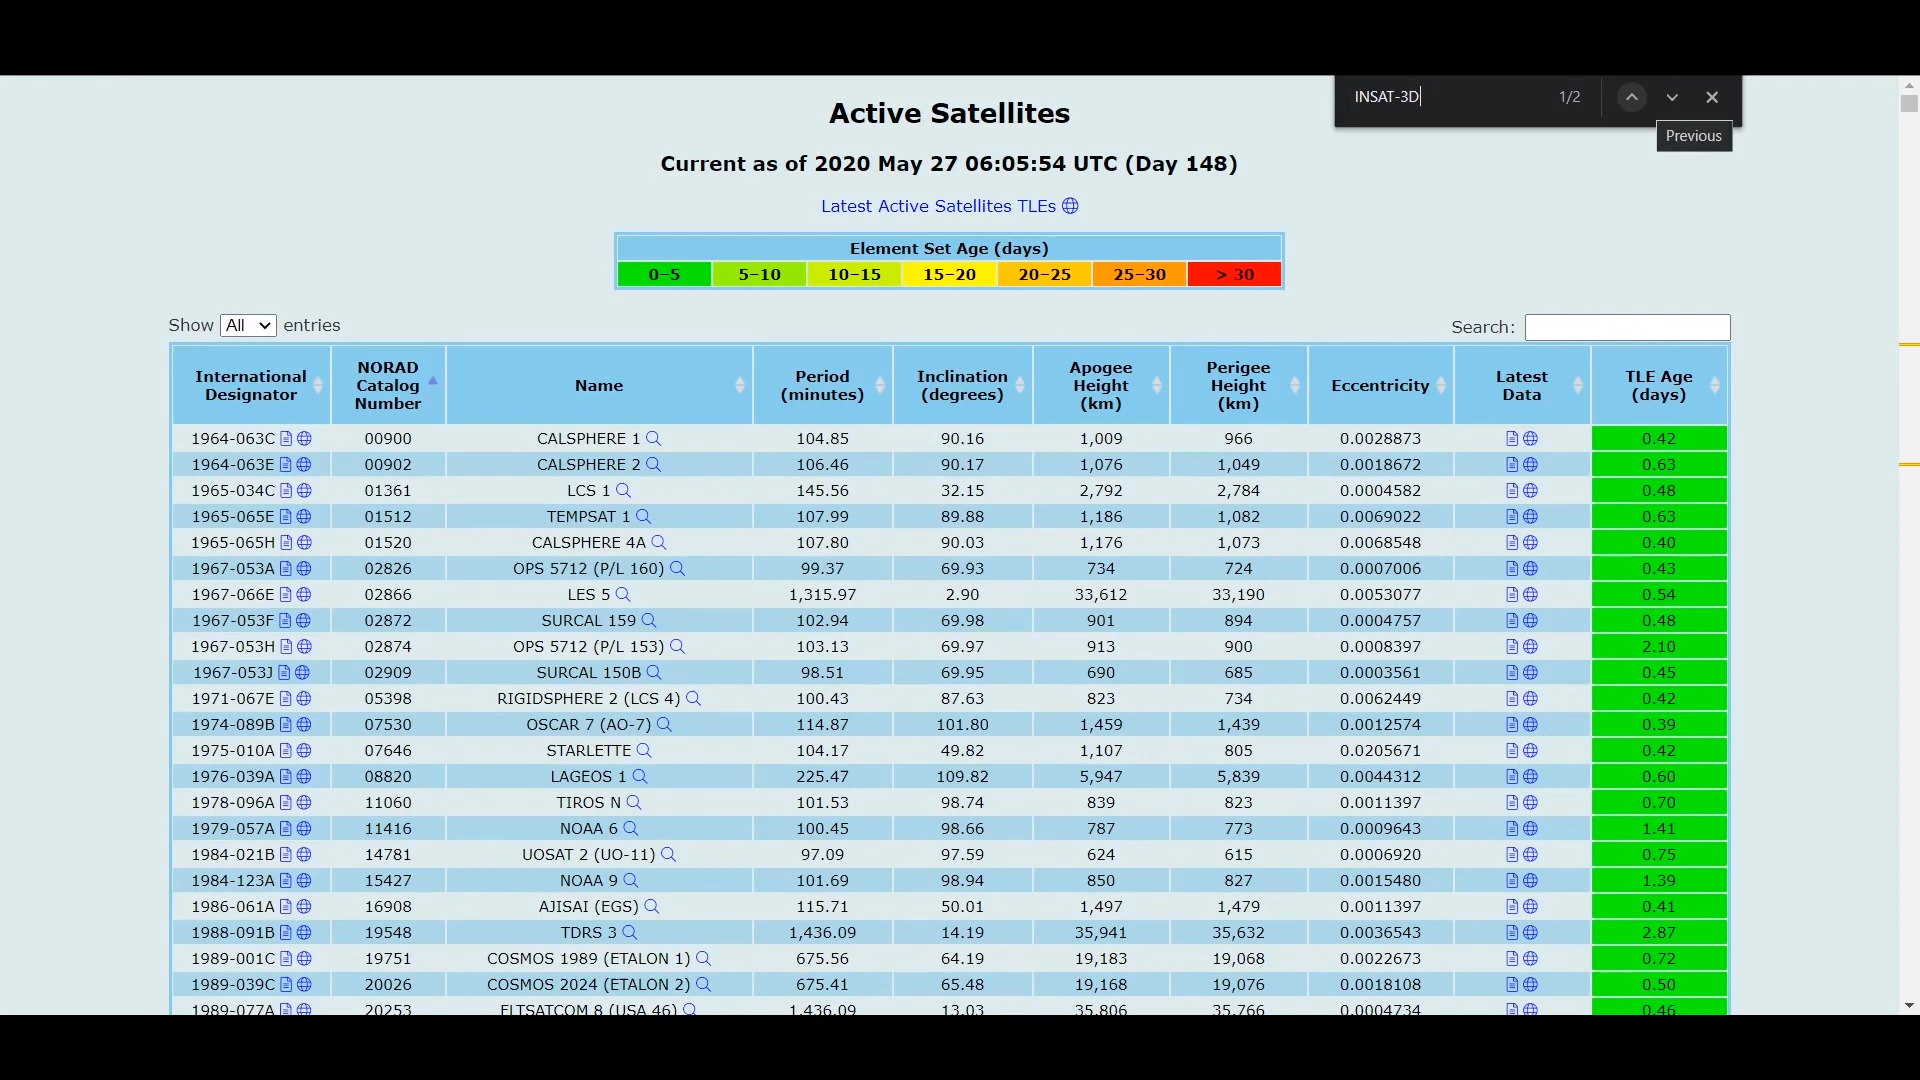 INSAT-3D 1/2
Previous
Active Satellites
Current as of 2020 May 27 06:05:54 UTC (Day 148)
Latest Active Satellites TLEs
Element Set Age (days)
0–5 5–10 10–15 15–20 20–25 25–30 > 30
Show All entries Search:
International Designator NORAD Catalog Number Name Period (minutes) Inclination (degrees) Apogee Height (km) Perigee Height (km) Eccentricity Latest Data TLE Age (days)
1964-063C 00900 CALSPHERE 1 104.85 90.16 1,009 966 0.0028873 0.42
1964-063E 00902 CALSPHERE 2 106.46 90.17 1,076 1,049 0.0018672 0.63
1965-034C 01361 LCS 1 145.56 32.15 2,792 2,784 0.0004582 0.48
1965-065E 01512 TEMPSAT 1 107.99 89.88 1,186 1,082 0.0069022 0.63
1965-065H 01520 CALSPHERE 4A 107.80 90.03 1,176 1,073 0.0068548 0.40
1967-053A 02826 OPS 5712 (P/L 160) 99.37 69.93 734 724 0.0007006 0.43
1967-066E 02866 LES 5 1,315.97 2.90 33,612 33,190 0.0053077 0.54
1967-053F 02872 SURCAL 159 102.94 69.98 901 894 0.0004757 0.48
1967-053H 02874 OPS 5712 (P/L 153) 103.13 69.97 913 900 0.0008397 2.10
1967-053J 02909 SURCAL 150B 98.51 69.95 690 685 0.0003561 0.45
1971-067E 05398 RIGIDSPHERE 2 (LCS 4) 100.43 87.63 823 734 0.0062449 0.42
1974-089B 07530 OSCAR 7 (AO-7) 114.87 101.80 1,459 1,439 0.0012574 0.39
1975-010A 07646 STARLETTE 104.17 49.82 1,107 805 0.0205671 0.42
1976-039A 08820 LAGEOS 1 225.47 109.82 5,947 5,839 0.0044312 0.60
1978-096A 11060 TIROS N 101.53 98.74 839 823 0.0011397 0.70
1979-057A 11416 NOAA 6 100.45 98.66 787 773 0.0009643 1.41
1984-021B 14781 UOSAT 2 (UO-11) 97.09 97.59 624 615 0.0006920 0.75
1984-123A 15427 NOAA 9 101.69 98.94 850 827 0.0015480 1.39
1986-061A 16908 AJISAI (EGS) 115.71 50.01 1,497 1,479 0.0011397 0.41
1988-091B 19548 TDRS 3 1,436.09 14.19 35,941 35,632 0.0036543 2.87
1989-001C 19751 COSMOS 1989 (ETALON 1) 675.56 64.19 19,183 19,068 0.0022673 0.72
1989-039C 20026 COSMOS 2024 (ETALON 2) 675.41 65.48 19,168 19,076 0.0018108 0.50
1989-077A 20253 FLTSATCOM 8 (USA 46) 1,436.09 13.03 35,806 35,766 0.0004734 0.46